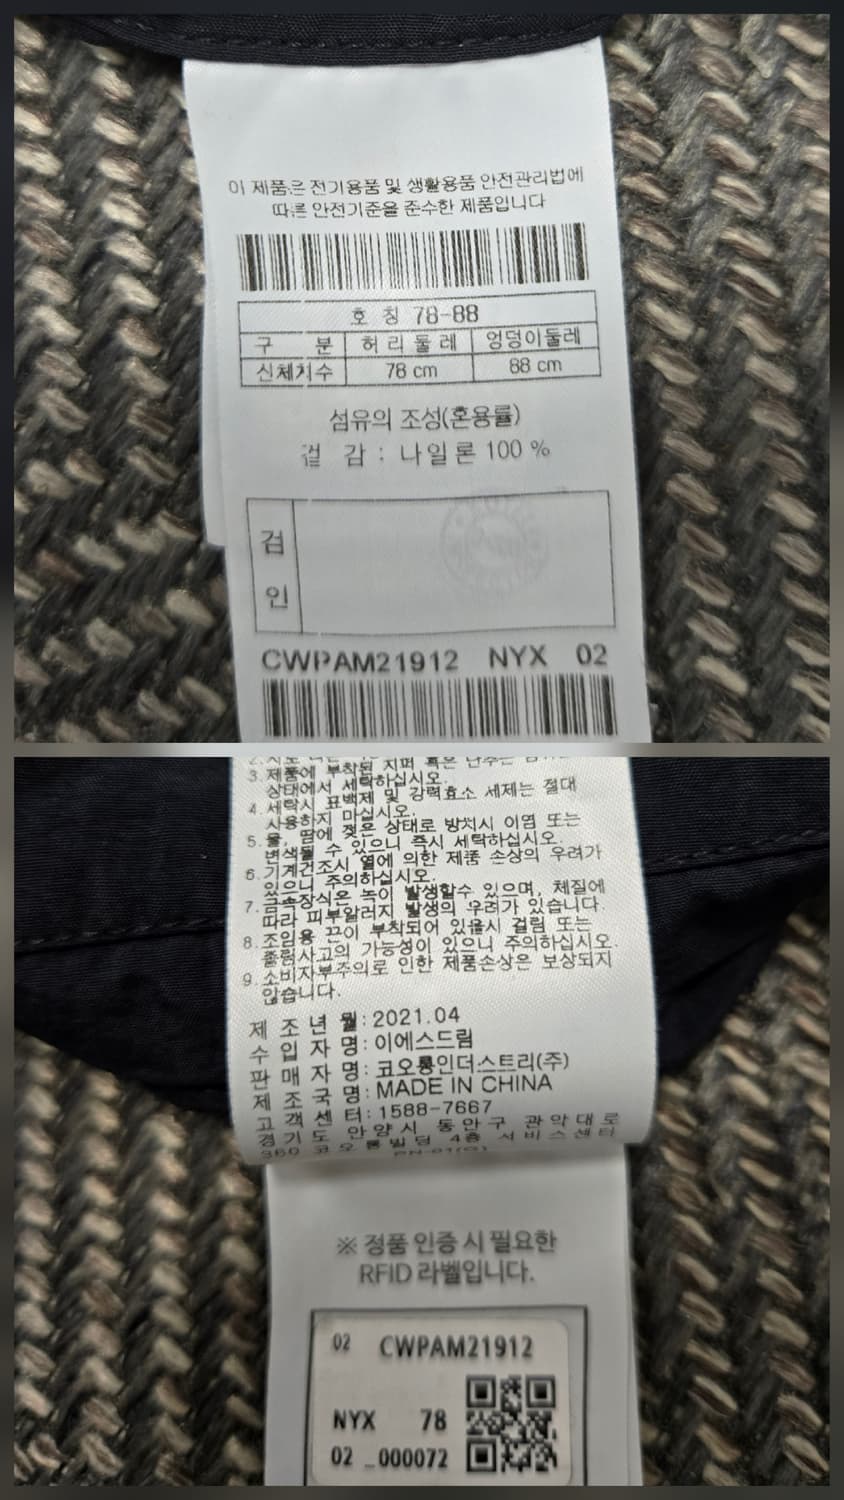 이 제품은 전기용품 및 생활용품 안전관리법에
따른 안전기준을 준수한 제품입니다
호 칭 78-88
구 분 허 리 둘 레 엉덩이둘레
신체치수 78 cm 88 cm
섬유의 조성(혼용률)
겉 감 : 나일론 100 %
검
인
CWPAM21912 NYX 02
3. 제품에 부착된 지퍼 혹은 단추는
상태에서 세탁하십시오.
4. 세탁시 표백제 및 강력효소 세제는 절대
사용하지 마십시오.
5. 물, 땀에 젖은 상태로 방치시 이염 또는
변색될 수 있으니 즉시 세탁하십시오.
6. 기계건조시 열에 의한 제품 손상의 우려가
있으니 주의하십시오.
7. 금속장식은 녹이 발생할수 있으며, 체질에
따라 피부알러지 발생의 우려가 있습니다.
8. 조임용 끈이 부착되어 있을시 걸림 또는
졸림사고의 가능성이 있으니 주의하십시오.
9. 소비자부주의로 인한 제품손상은 보상되지
않습니다.
제 조 년 월: 2021.04
수 입 자 명: 이에스드림
판 매 자 명: 코오롱인더스트리(주)
제 조 국 명: MADE IN CHINA
고 객 센 터: 1588-7667
경 기 도 안 양 시 동 안 구 관 악 대 로
360 코 오 롱 빌 딩 4층 서 비 스 센 터
※ 정품 인증 시 필요한
RFID 라벨입니다.
02 CWPAM21912
NYX 78
02 _000072